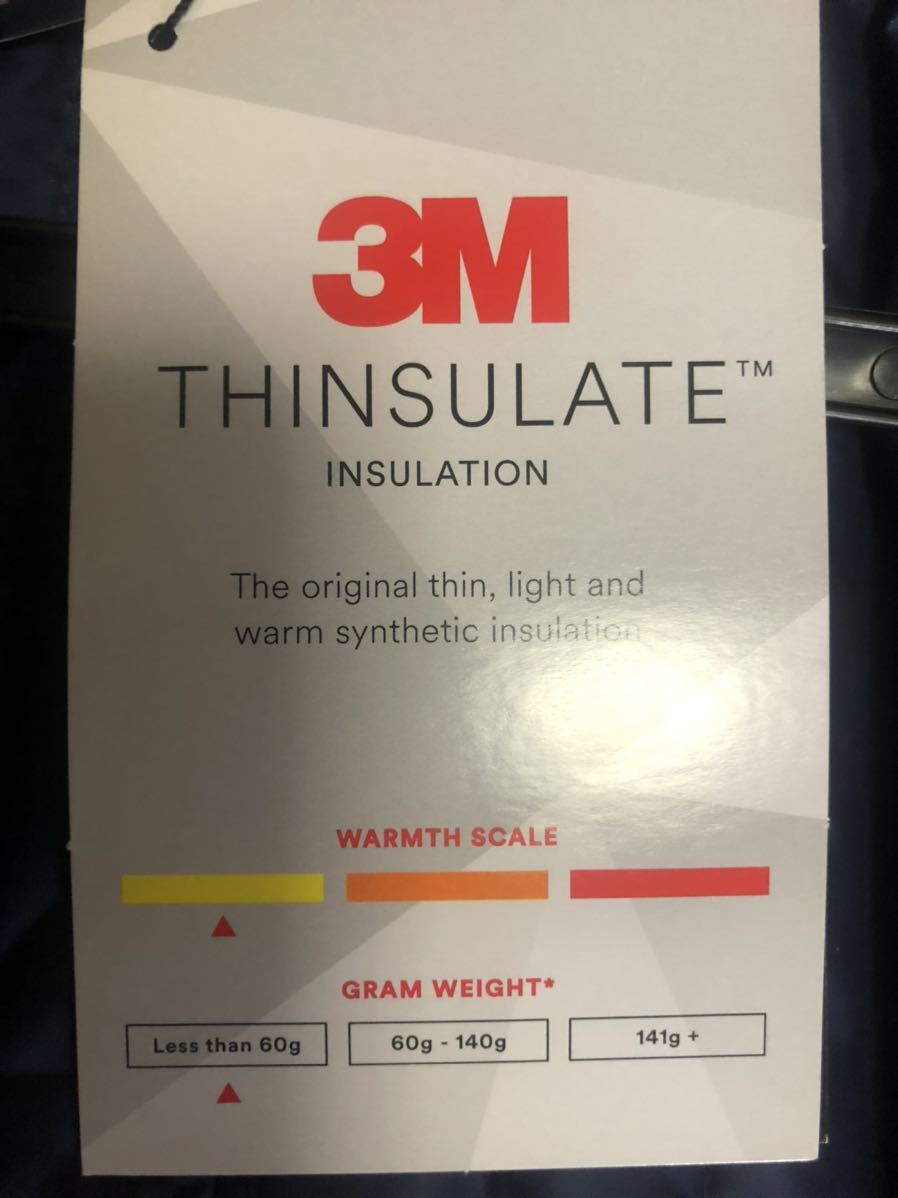 3M
THINSULATE™
INSULATION
The original thin, light and
warm synthetic insulation
WARMTH SCALE
GRAM WEIGHT*
Less than 60g 60g - 140g 141g +